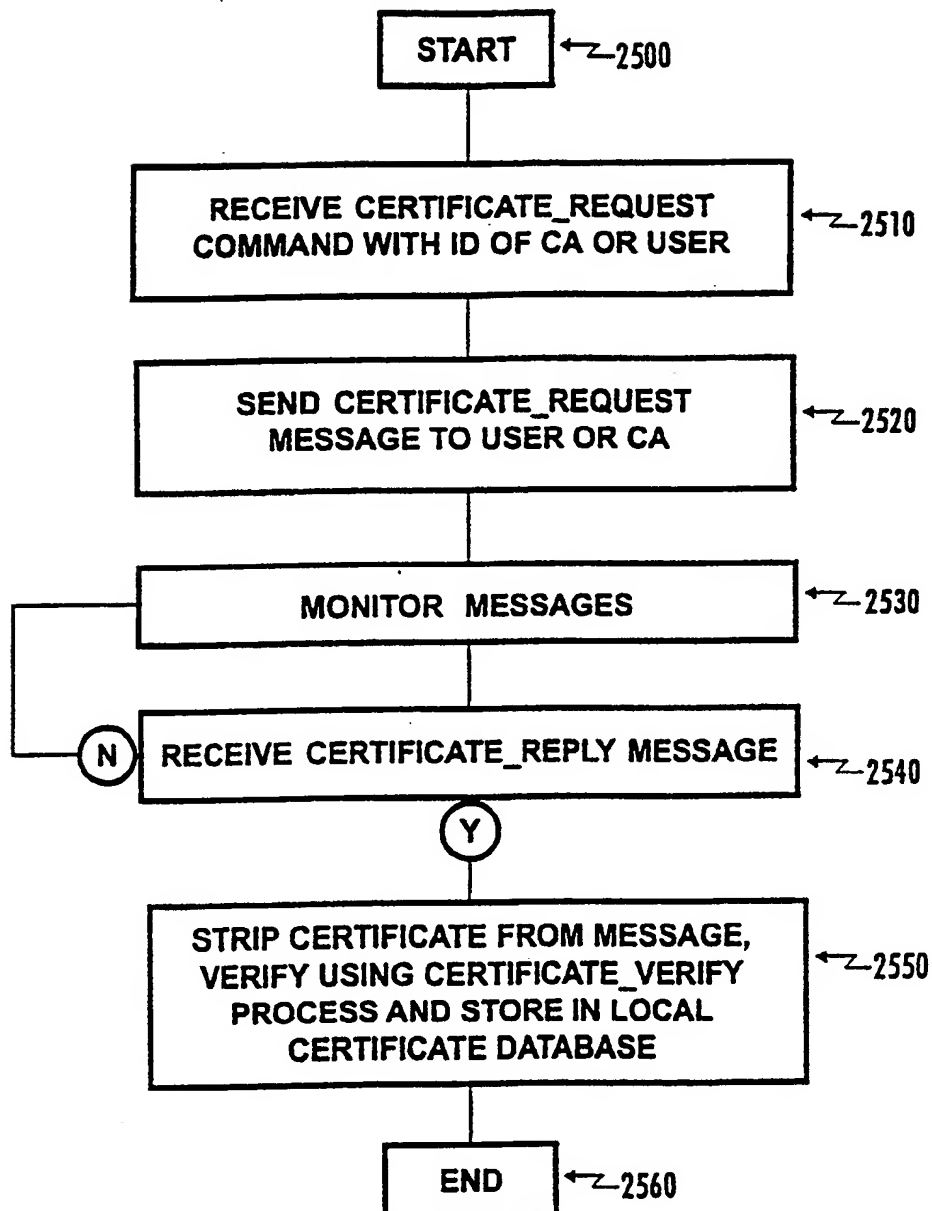 START
2500
RECEIVE CERTIFICATE_REQUEST
COMMAND WITH ID OF CA OR USER
2510
SEND CERTIFICATE_REQUEST
MESSAGE TO USER OR CA
2520
MONITOR MESSAGES
2530
N
RECEIVE CERTIFICATE_REPLY MESSAGE
2540
Y
STRIP CERTIFICATE FROM MESSAGE,
VERIFY USING CERTIFICATE_VERIFY
PROCESS AND STORE IN LOCAL
CERTIFICATE DATABASE
2550
END
2560